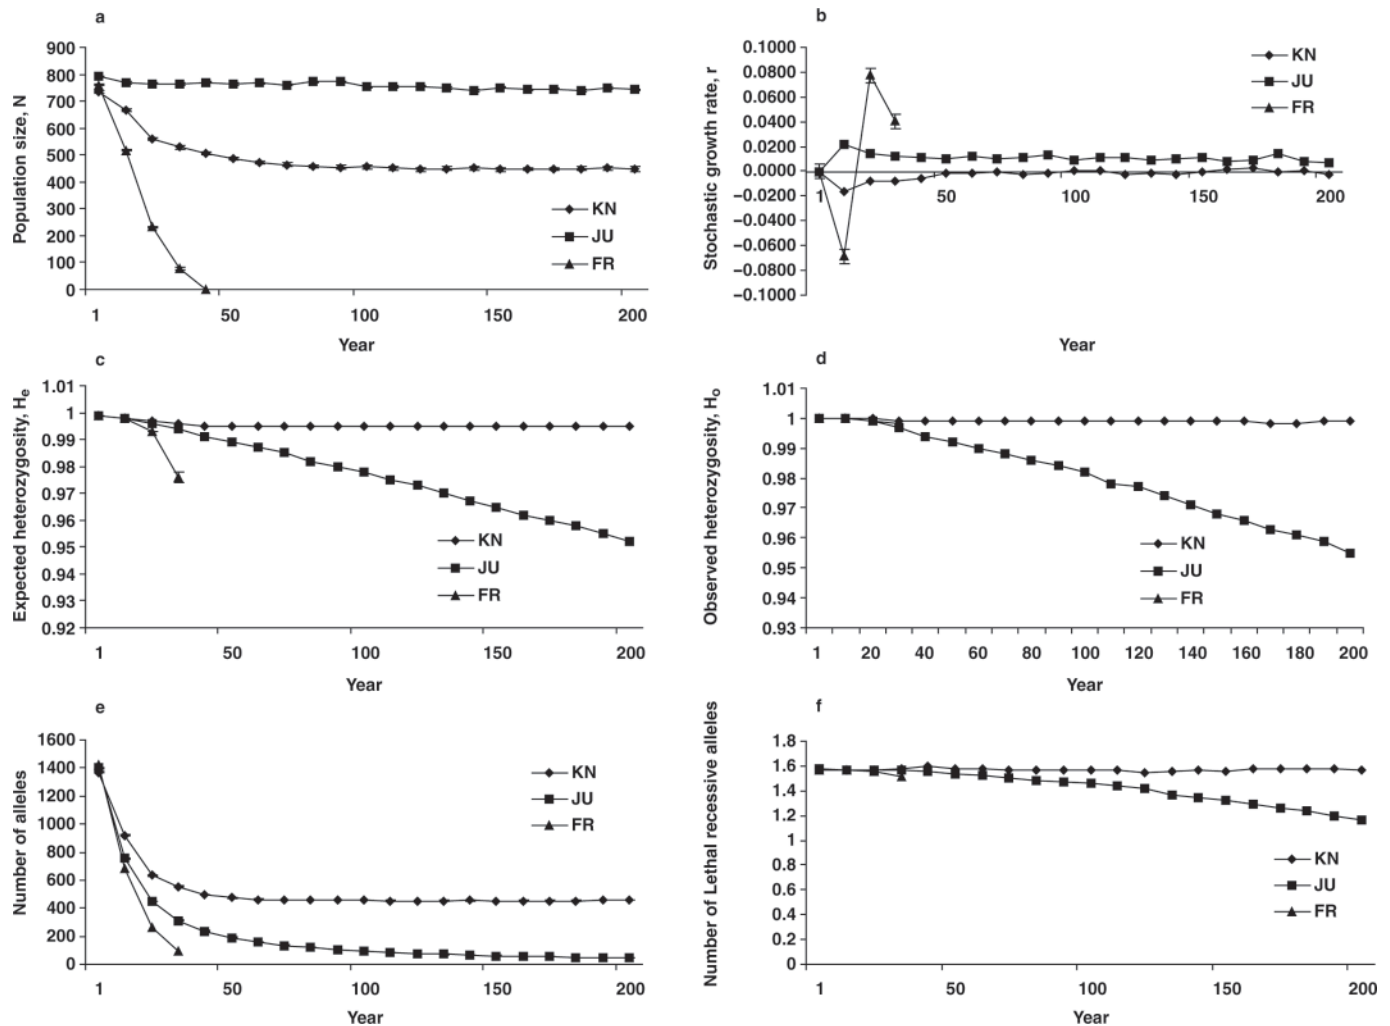 a
900
800
700
600
500
400
300
200
100
0
Population size, N
KN
JU
FR
1 50 100 150 200
Year
b
0.1000
0.0800
0.0600
0.0400
0.0200
0.0000
−0.0200
−0.0400
−0.0600
−0.0800
−0.1000
Stochastic growth rate, r
KN
JU
FR
1 50 100 150 200
Year
c
1.01
1
0.99
0.98
0.97
0.96
0.95
0.94
0.93
0.92
Expected heterozygosity, He
KN
JU
FR
1 50 100 150 200
Year
d
1.01
1
0.99
0.98
0.97
0.96
0.95
0.94
0.93
Observed heterozygosity, Ho
KN
JU
FR
1 20 40 60 80 100 120 140 160 180 200
Year
e
1600
1400
1200
1000
800
600
400
200
0
Number of alleles
KN
JU
FR
1 50 100 150 200
Year
f
1.8
1.6
1.4
1.2
1
0.8
0.6
0.4
0.2
0
Number of Lethal recessive alleles
KN
JU
FR
1 50 100 150 200
Year